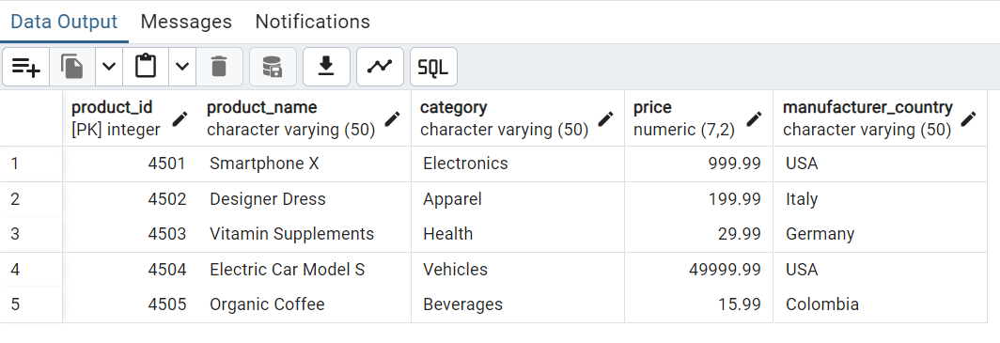 Data Output Messages Notifications
SQL
product_id product_name category price manufacturer_country
[PK] integer character varying (50) character varying (50) numeric (7,2) character varying (50)
1 4501 Smartphone X Electronics 999.99 USA
2 4502 Designer Dress Apparel 199.99 Italy
3 4503 Vitamin Supplements Health 29.99 Germany
4 4504 Electric Car Model S Vehicles 49999.99 USA
5 4505 Organic Coffee Beverages 15.99 Colombia